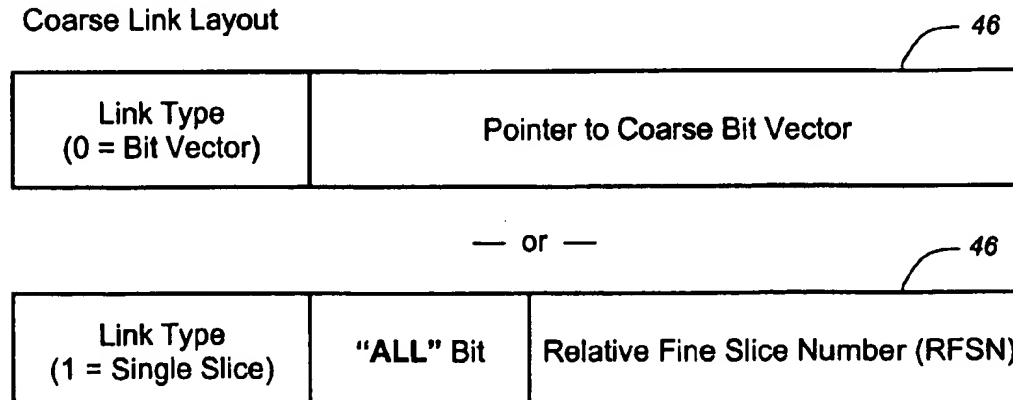 Coarse Link Layout
46
Link Type
(0 = Bit Vector)
Pointer to Coarse Bit Vector
— or —
46
Link Type
(1 = Single Slice)
“ALL” Bit
Relative Fine Slice Number (RFSN)